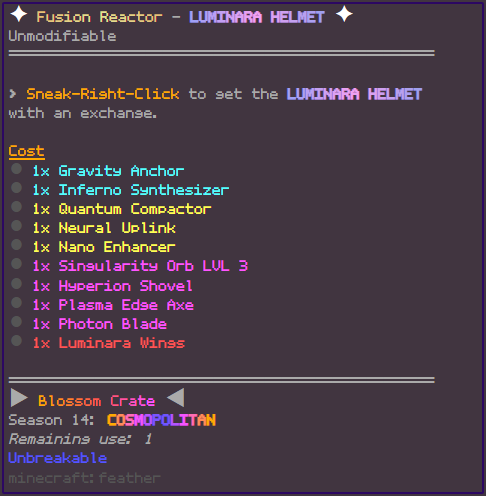 ✦ Fusion Reactor - LUMINARA HELMET ✦
Unmodifiable
> Sneak-Right-Click to get the LUMINARA HELMET
with an exchange.
Cost
● 1x Gravity Anchor
● 1x Inferno Synthesizer
● 1x Quantum Compactor
● 1x Neural Uplink
● 1x Nano Enhancer
● 1x Singularity Orb LVL 3
● 1x Hyperion Shovel
● 1x Plasma Edge Axe
● 1x Photon Blade
● 1x Luminara Wings
▶ Blossom Crate ◀
Season 14: COSMOPOLITAN
Remaining use: 1
Unbreakable
minecraft:feather